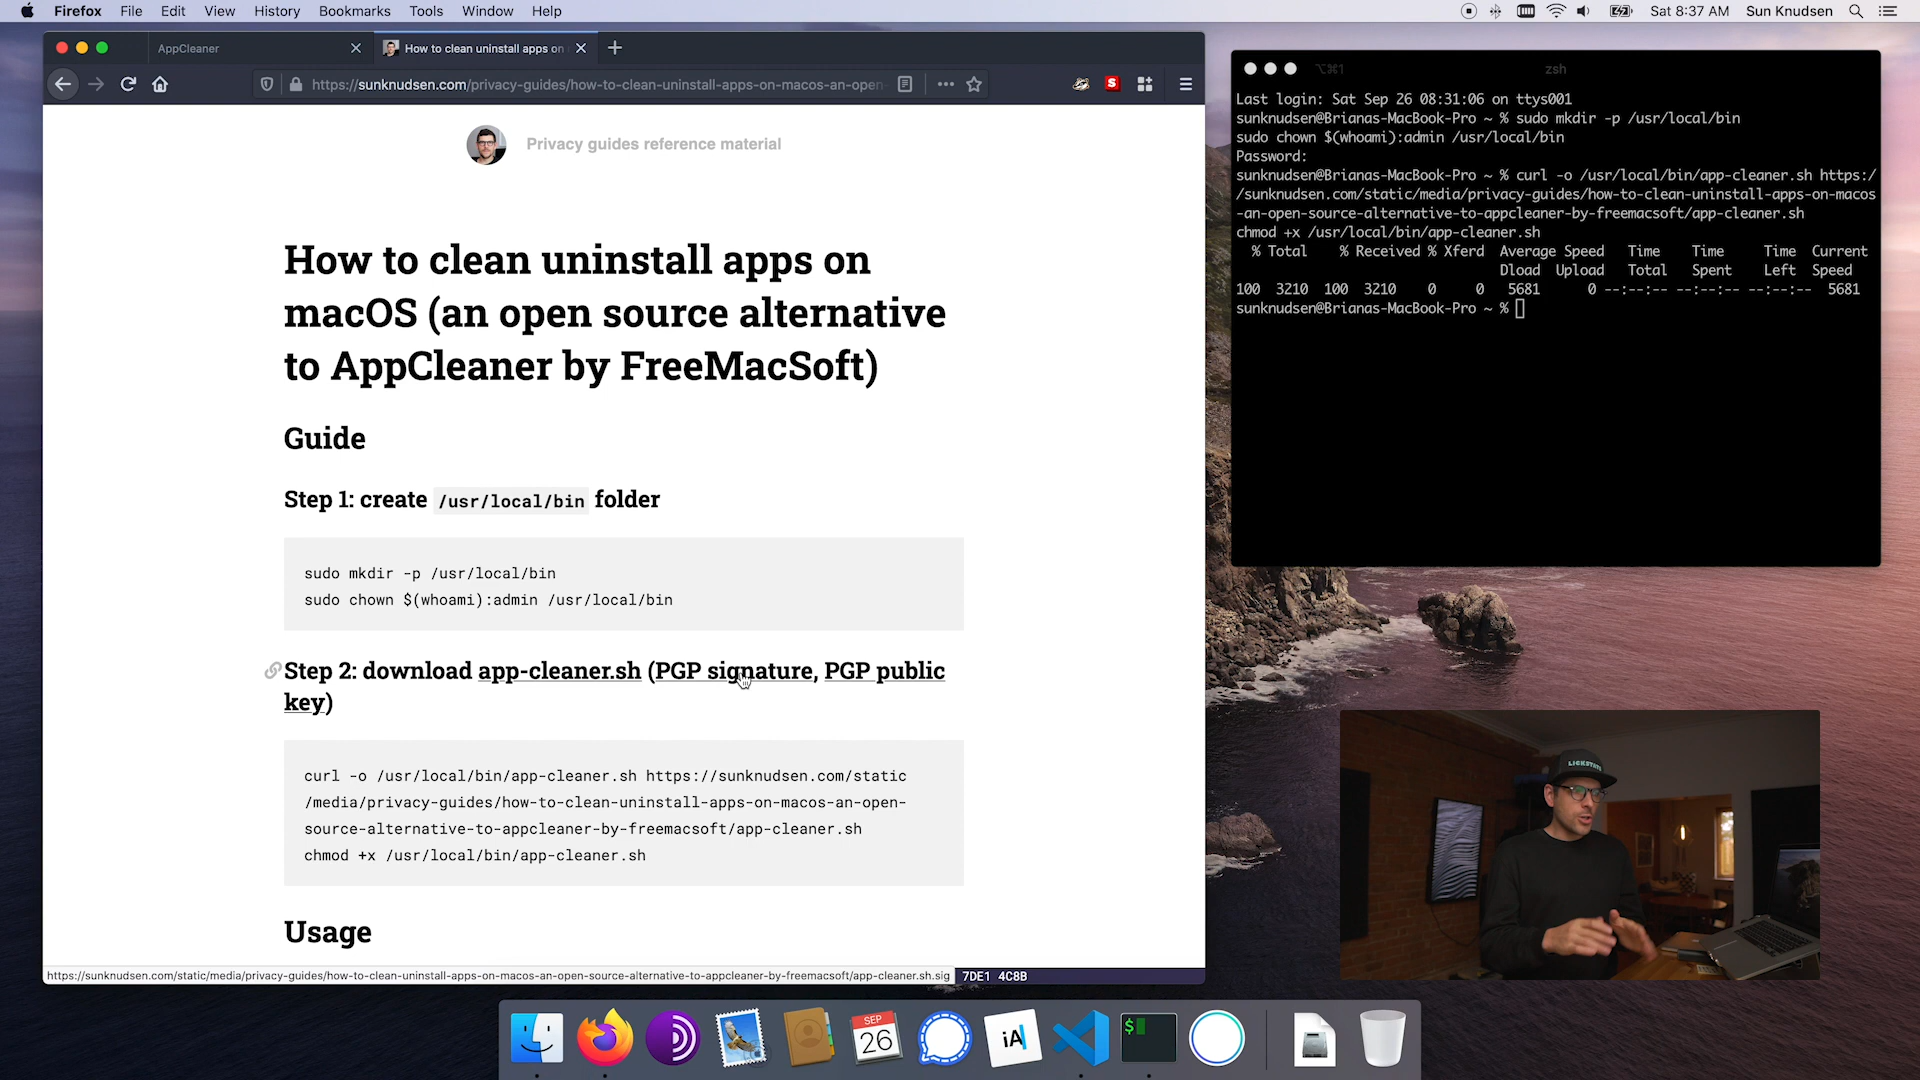 Firefox File Edit View History Bookmarks Tools Window Help
Sat 8:37 AM Sun Knudsen
AppCleaner
How to clean uninstall apps on
https://sunknudsen.com/privacy-guides/how-to-clean-uninstall-apps-on-macos-an-open-
S
Privacy guides reference material
How to clean uninstall apps on
macOS (an open source alternative
to AppCleaner by FreeMacSoft)
Guide
Step 1: create /usr/local/bin folder
sudo mkdir -p /usr/local/bin
sudo chown $(whoami):admin /usr/local/bin
Step 2: download app-cleaner.sh (PGP signature, PGP public
key)
curl -o /usr/local/bin/app-cleaner.sh https://sunknudsen.com/static
/media/privacy-guides/how-to-clean-uninstall-apps-on-macos-an-open-
source-alternative-to-appcleaner-by-freemacsoft/app-cleaner.sh
chmod +x /usr/local/bin/app-cleaner.sh
Usage
https://sunknudsen.com/static/media/privacy-guides/how-to-clean-uninstall-apps-on-macos-an-open-source-alternative-to-appcleaner-by-freemacsoft/app-cleaner.sh.sig
7DE1 4C8B
⌥⌘1
zsh
Last login: Sat Sep 26 08:31:06 on ttys001
sunknudsen@Brianas-MacBook-Pro ~ % sudo mkdir -p /usr/local/bin
sudo chown $(whoami):admin /usr/local/bin
Password:
sunknudsen@Brianas-MacBook-Pro ~ % curl -o /usr/local/bin/app-cleaner.sh https:/
/sunknudsen.com/static/media/privacy-guides/how-to-clean-uninstall-apps-on-macos
-an-open-source-alternative-to-appcleaner-by-freemacsoft/app-cleaner.sh
chmod +x /usr/local/bin/app-cleaner.sh
% Total % Received % Xferd Average Speed Time Time Time Current
Dload Upload Total Spent Left Speed
100 3210 100 3210 0 0 5681 0 --:--:-- --:--:-- --:--:-- 5681
sunknudsen@Brianas-MacBook-Pro ~ %
SEP
26
iA
$